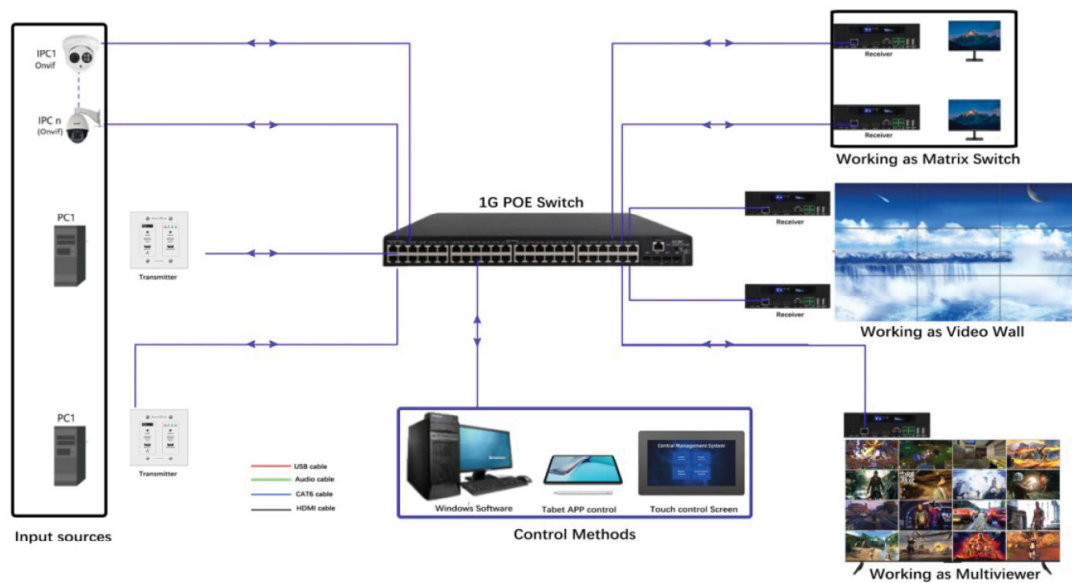 IPC1
Onvif
IPC n
(Onvif)
PC1
Transmitter
PC1
Transmitter
Input sources
1G POE Switch
USB cable
Audio cable
CAT6 cable
HDMI cable
Windows Software
Tabet APP control
Central Management System
Touch control Screen
Control Methods
Receiver
Receiver
Working as Matrix Switch
Receiver
Receiver
Working as Video Wall
Working as Multiviewer